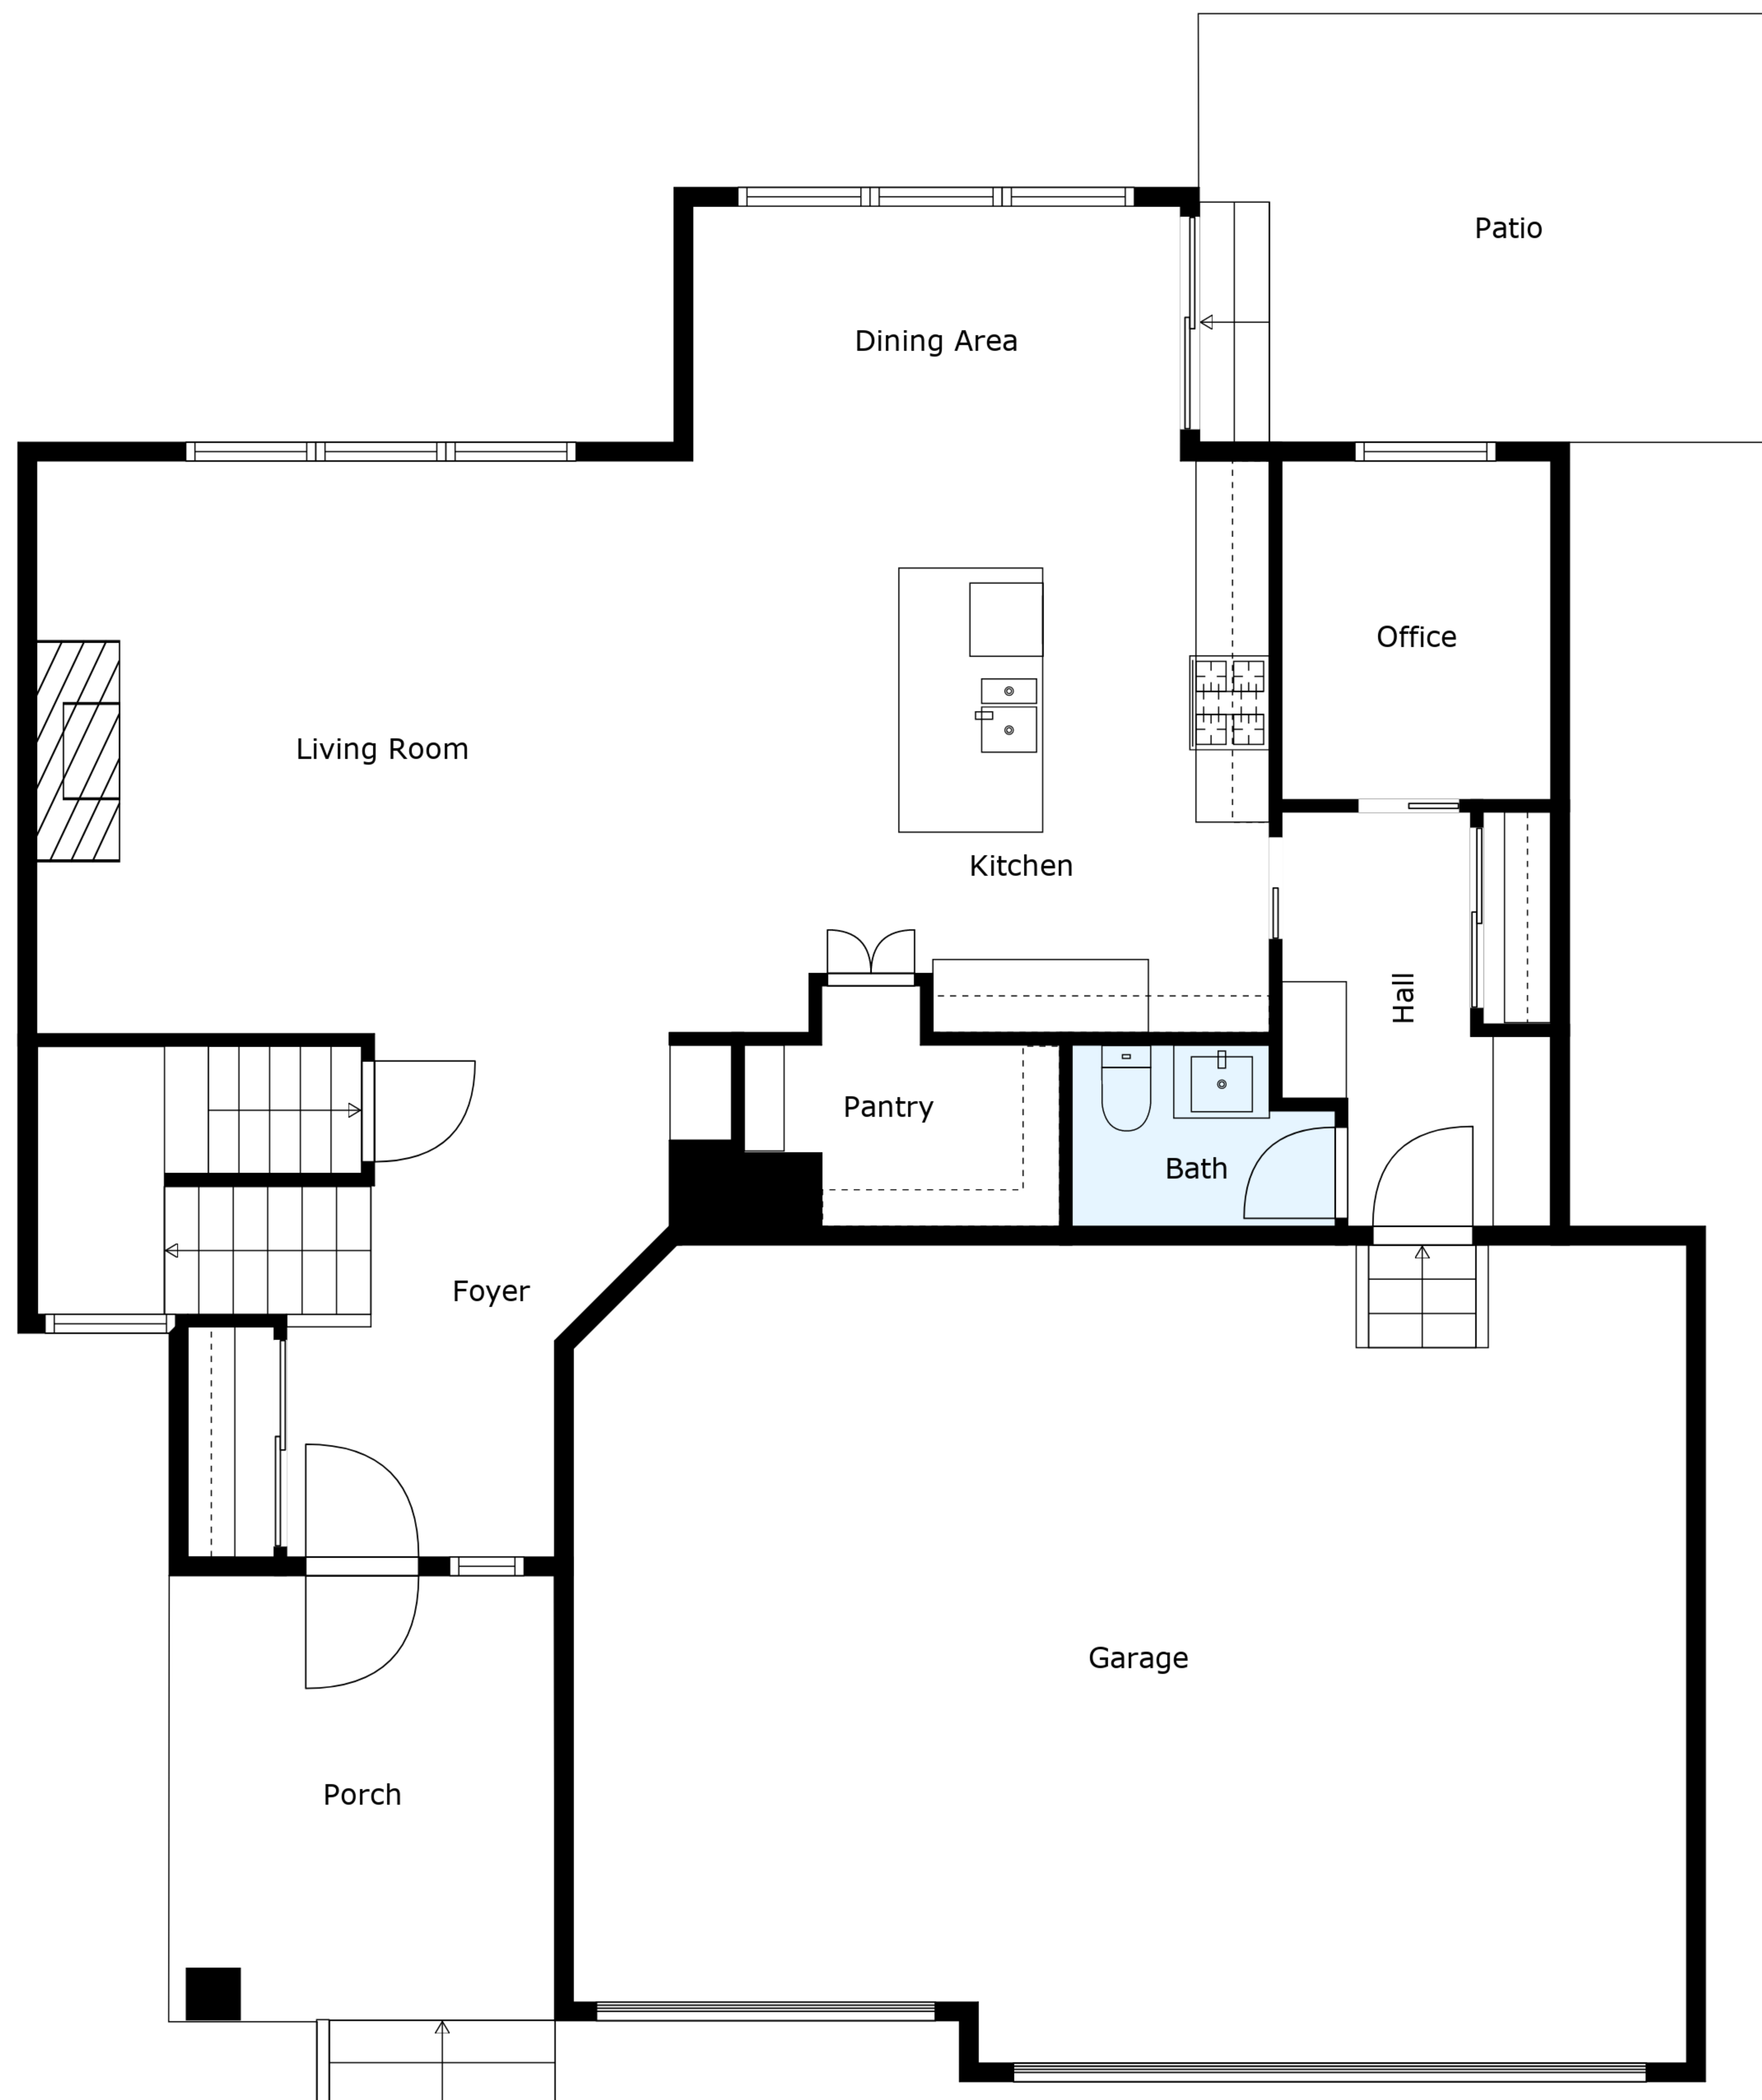 Patio
Dining Area
Office
Living Room
Kitchen
Hall
Pantry
Bath
Foyer
Garage
Porch